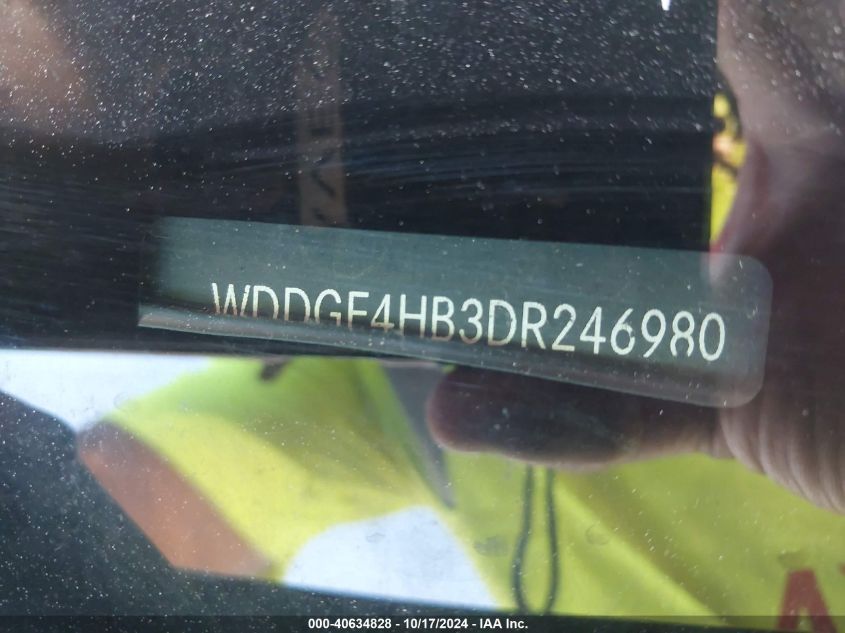 WDDGF4HB3DR246980
000-40634828 - 10/17/2024 - IAA Inc.